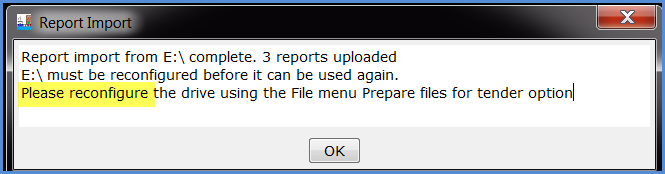 Report Import
Report import from E:\ complete. 3 reports uploaded
E:\ must be reconfigured before it can be used again.
Please reconfigure the drive using the File menu Prepare files for tender option
OK